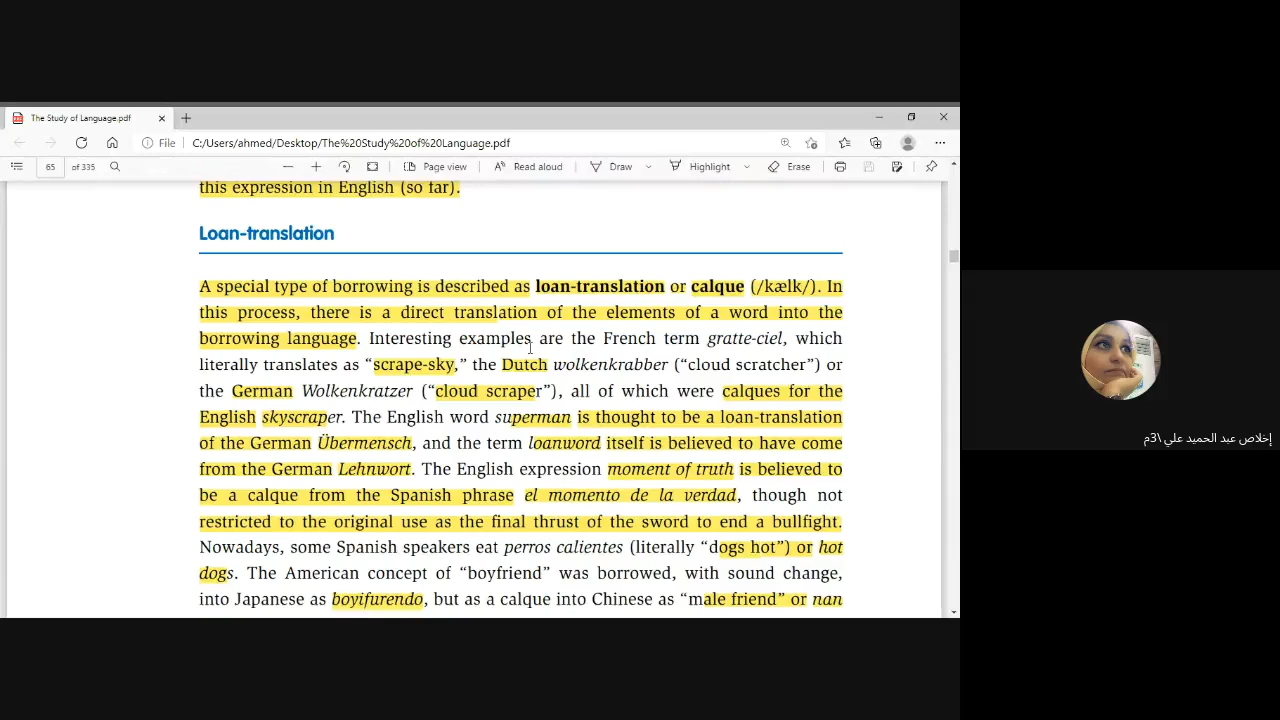 The Study of Language.pdf
File
C:/Users/ahmed/Desktop/The%20Study%20of%20Language.pdf
65
of 335
Page view
Read aloud
Draw
Highlight
Erase
this expression in English (so far).
Loan-translation
A special type of borrowing is described as loan-translation or calque (/kælk/). In
this process, there is a direct translation of the elements of a word into the
borrowing language. Interesting examples are the French term gratte-ciel, which
literally translates as “scrape-sky,” the Dutch wolkenkrabber (“cloud scratcher”) or
the German Wolkenkratzer (“cloud scraper”), all of which were calques for the
English skyscraper. The English word superman is thought to be a loan-translation
of the German Übermensch, and the term loanword itself is believed to have come
from the German Lehnwort. The English expression moment of truth is believed to
be a calque from the Spanish phrase el momento de la verdad, though not
restricted to the original use as the final thrust of the sword to end a bullfight.
Nowadays, some Spanish speakers eat perros calientes (literally “dogs hot”) or hot
dogs. The American concept of “boyfriend” was borrowed, with sound change,
into Japanese as boyifurendo, but as a calque into Chinese as “male friend” or nan
إخلاص عبد الحميد علي \3م